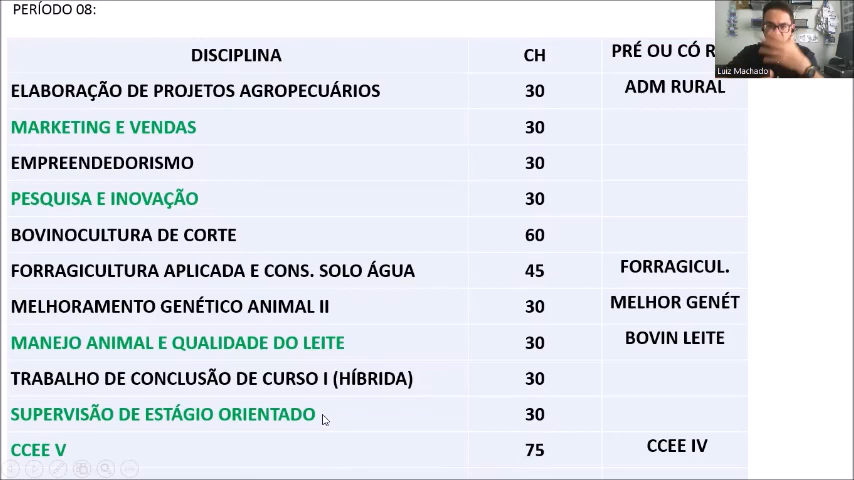 PERÍODO 08:
DISCIPLINA CH PRÉ OU CÓ
Luiz Machado
ELABORAÇÃO DE PROJETOS AGROPECUÁRIOS 30 ADM RURAL
MARKETING E VENDAS 30
EMPREENDEDORISMO 30
PESQUISA E INOVAÇÃO 30
BOVINOCULTURA DE CORTE 60
FORRAGICULTURA APLICADA E CONS. SOLO ÁGUA 45 FORRAGICUL.
MELHORAMENTO GENÉTICO ANIMAL II 30 MELHOR GENÉT
MANEJO ANIMAL E QUALIDADE DO LEITE 30 BOVIN LEITE
TRABALHO DE CONCLUSÃO DE CURSO I (HÍBRIDA) 30
SUPERVISÃO DE ESTÁGIO ORIENTADO 30
CCEE V 75 CCEE IV